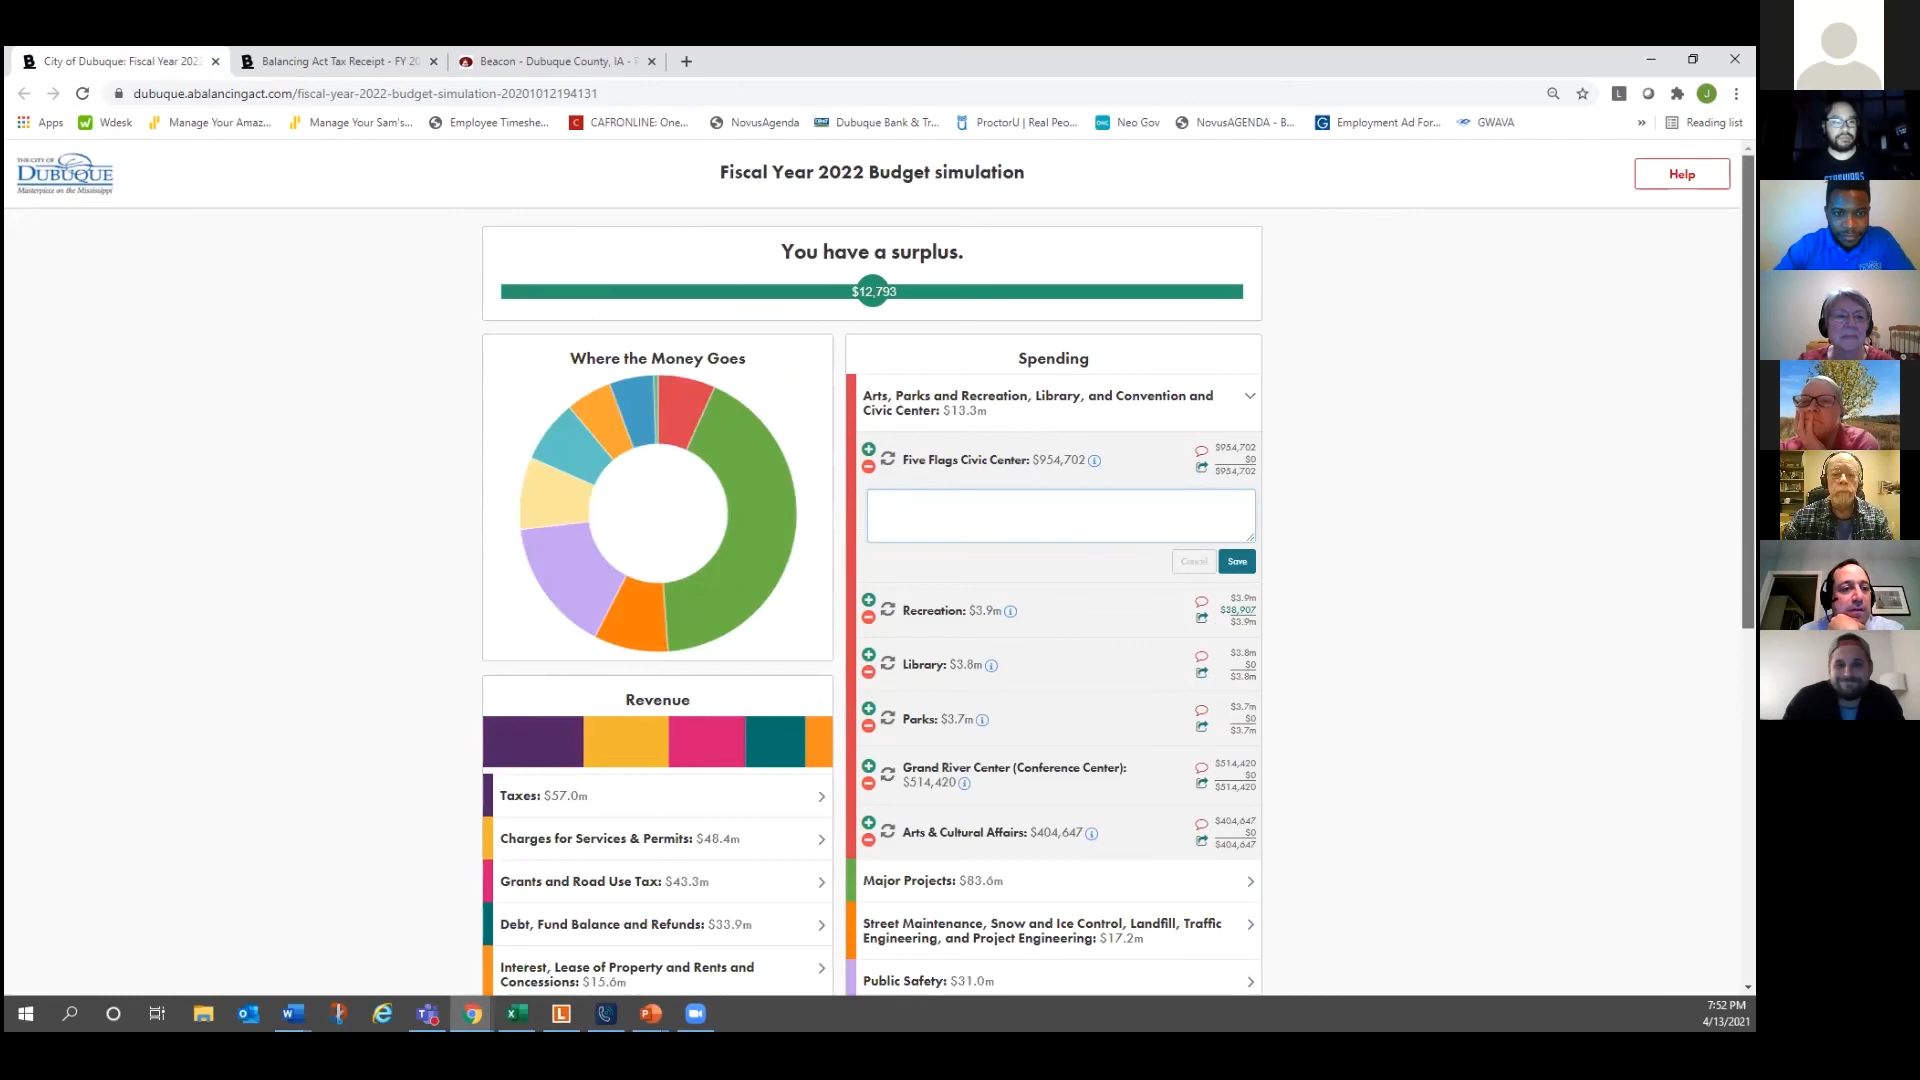 City of Dubuque: Fiscal Year 202
Balancing Act Tax Receipt - FY 20
Beacon - Dubuque County, IA -
dubuque.abalancingact.com/fiscal-year-2022-budget-simulation-20201012194131
Apps
Wdesk
Manage Your Amaz...
Manage Your Sam's...
Employee Timeshe...
CAFRONLINE: One...
NovusAgenda
Dubuque Bank & Tr...
ProctorU | Real Peo...
Neo Gov
NovusAGENDA - B...
Employment Ad For...
GWAVA
Reading list
THE CITY OF
DUBUQUE
Masterpiece on the Mississippi
Fiscal Year 2022 Budget simulation
Help
You have a surplus.
$12,793
Where the Money Goes
Revenue
Taxes: $57.0m
Charges for Services & Permits: $48.4m
Grants and Road Use Tax: $43.3m
Debt, Fund Balance and Refunds: $33.9m
Interest, Lease of Property and Rents and
Concessions: $15.6m
Spending
Arts, Parks and Recreation, Library, and Convention and
Civic Center: $13.3m
Five Flags Civic Center: $954,702
$954,702
$0
$954,702
Cancel
Save
Recreation: $3.9m
$3.9m
$38,907
$3.9m
Library: $3.8m
$3.8m
$0
$3.8m
Parks: $3.7m
$3.7m
$0
$3.7m
Grand River Center (Conference Center):
$514,420
$514,420
$0
$514,420
Arts & Cultural Affairs: $404,647
$404,647
$0
$404,647
Major Projects: $83.6m
Street Maintenance, Snow and Ice Control, Landfill, Traffic
Engineering, and Project Engineering: $17.2m
Public Safety: $31.0m
7:52 PM
4/13/2021